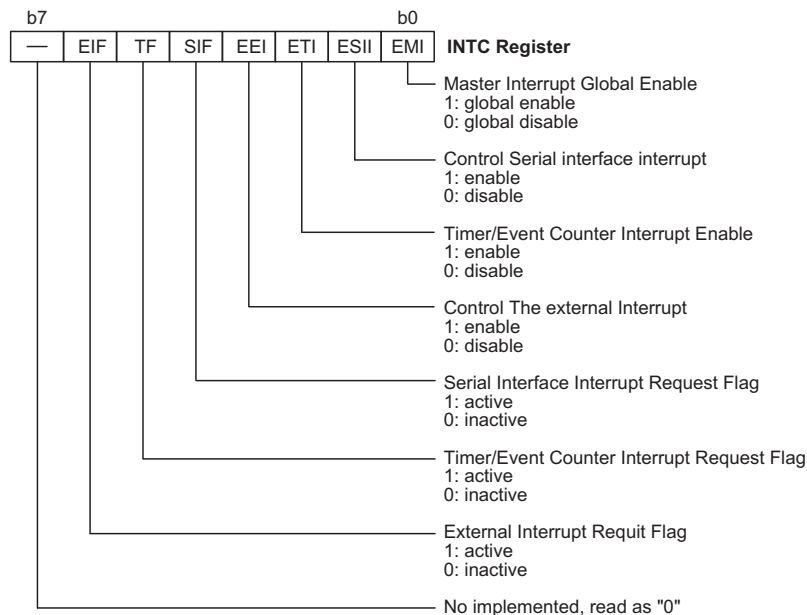 b7 b0
— EIF TF SIF EEI ETI ESII EMI INTC Register
Master Interrupt Global Enable
1: global enable
0: global disable
Control Serial interface interrupt
1: enable
0: disable
Timer/Event Counter Interrupt Enable
1: enable
0: disable
Control The external Interrupt
1: enable
0: disable
Serial Interface Interrupt Request Flag
1: active
0: inactive
Timer/Event Counter Interrupt Request Flag
1: active
0: inactive
External Interrupt Requit Flag
1: active
0: inactive
No implemented, read as "0"